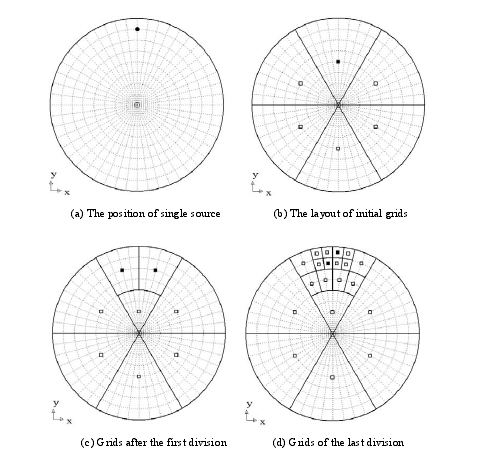 y
x
y
x
(a) The position of single source
(b) The layout of initial grids
y
x
y
x
(c) Grids after the first division
(d) Grids of the last division